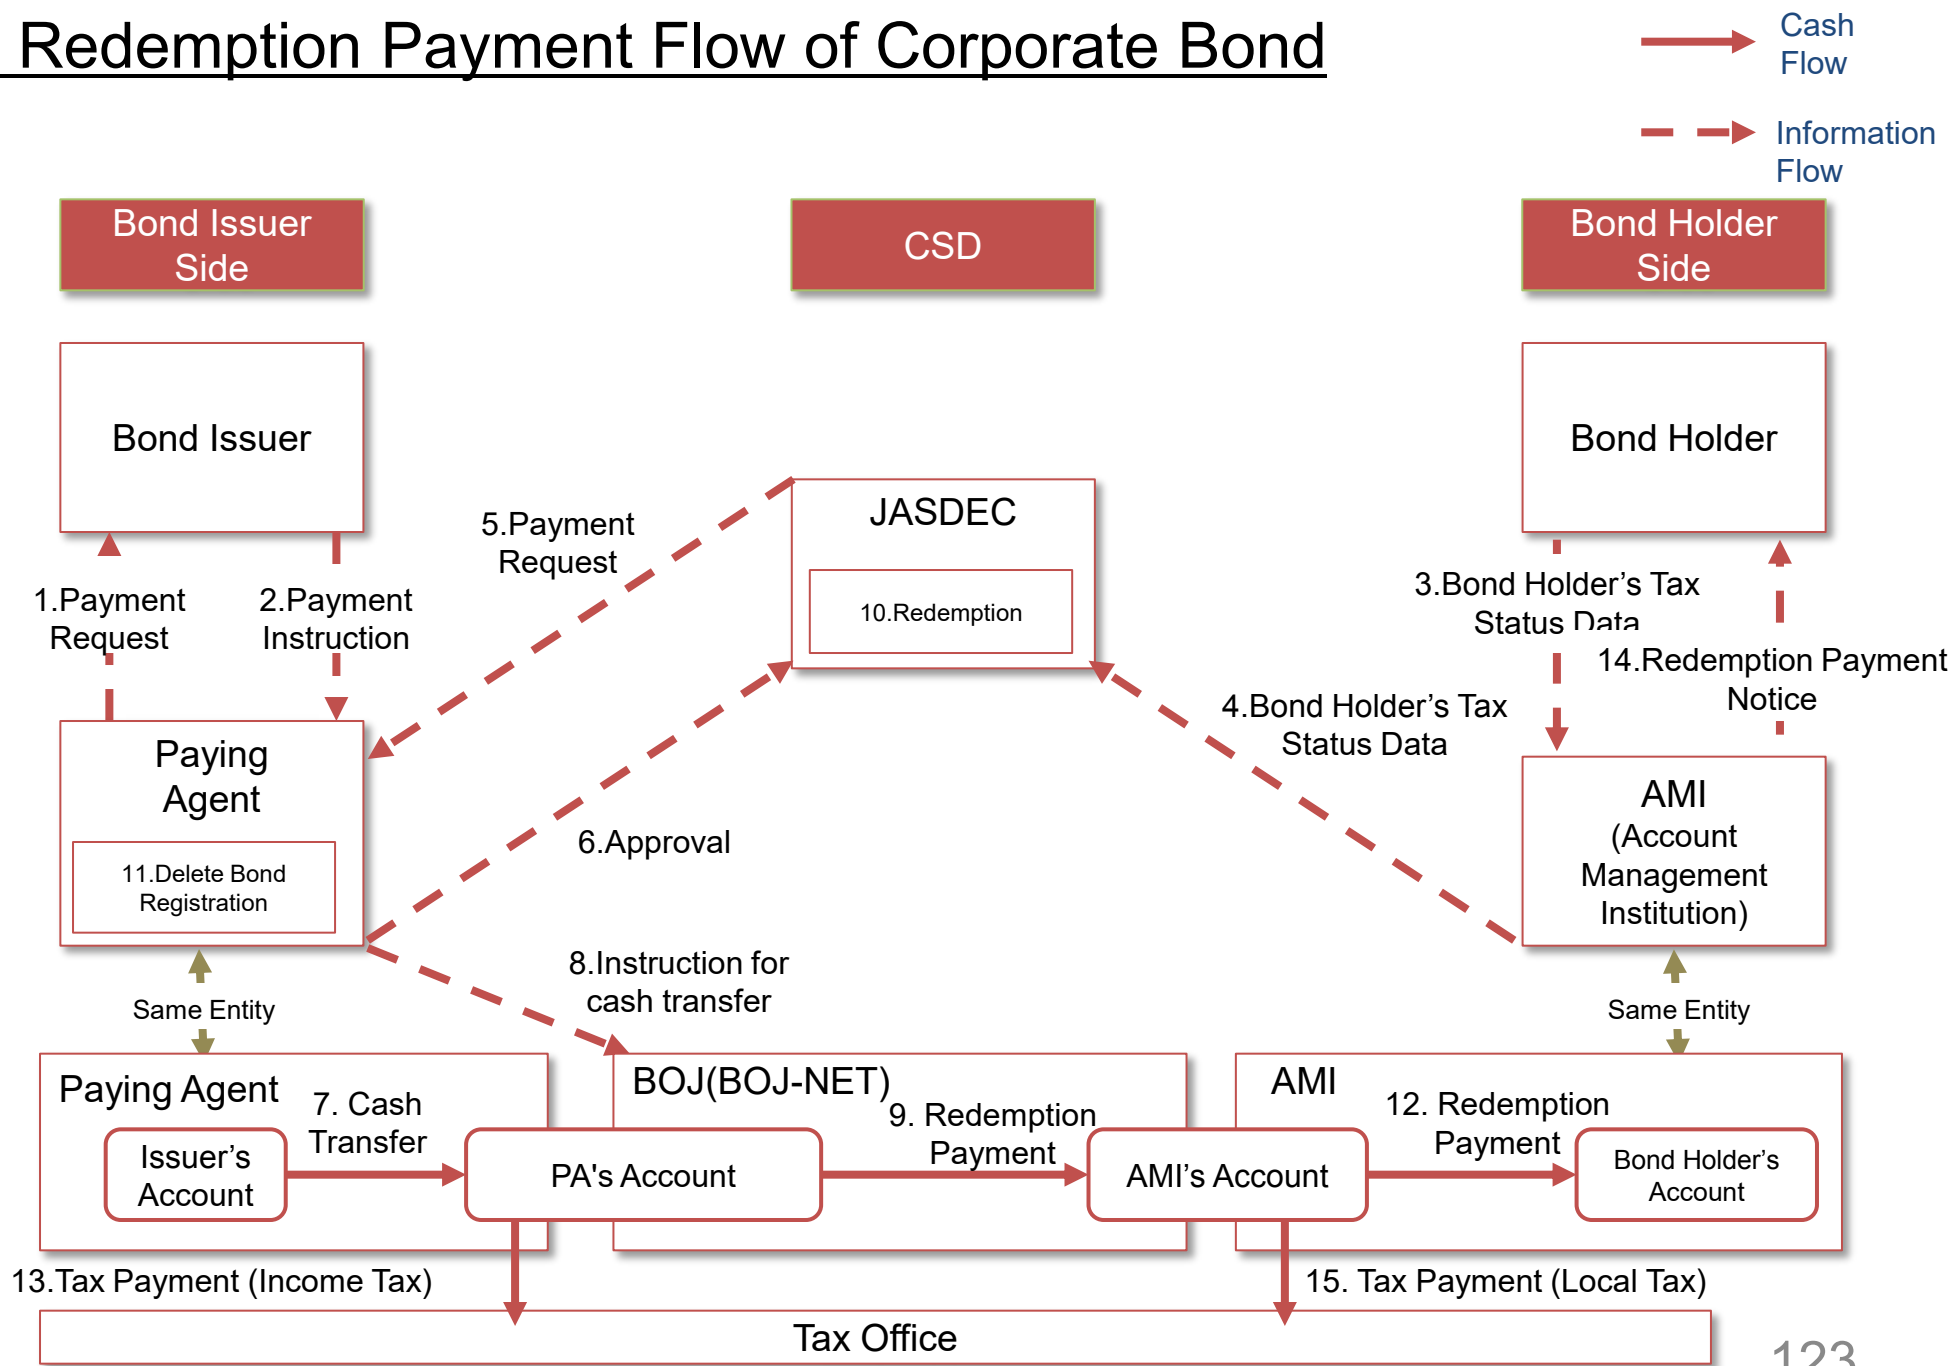 Redemption Payment Flow of Corporate Bond
Cash
Flow
Information
Flow
Bond Issuer
Side
CSD
Bond Holder
Side
Bond Issuer
Bond Holder
JASDEC
10.Redemption
5.Payment
Request
1.Payment
Request
2.Payment
Instruction
3.Bond Holder's Tax
Status Data
14.Redemption Payment
Notice
4.Bond Holder's Tax
Status Data
Paying
Agent
11.Delete Bond
Registration
6.Approval
AMI
(Account
Management
Institution)
8.Instruction for
cash transfer
Same Entity
Same Entity
Paying Agent
7. Cash
Transfer
Issuer's
Account
BOJ(BOJ-NET)
PA's Account
9. Redemption
Payment
AMI
AMI's Account
12. Redemption
Payment
Bond Holder's
Account
13.Tax Payment (Income Tax)
15. Tax Payment (Local Tax)
Tax Office
123